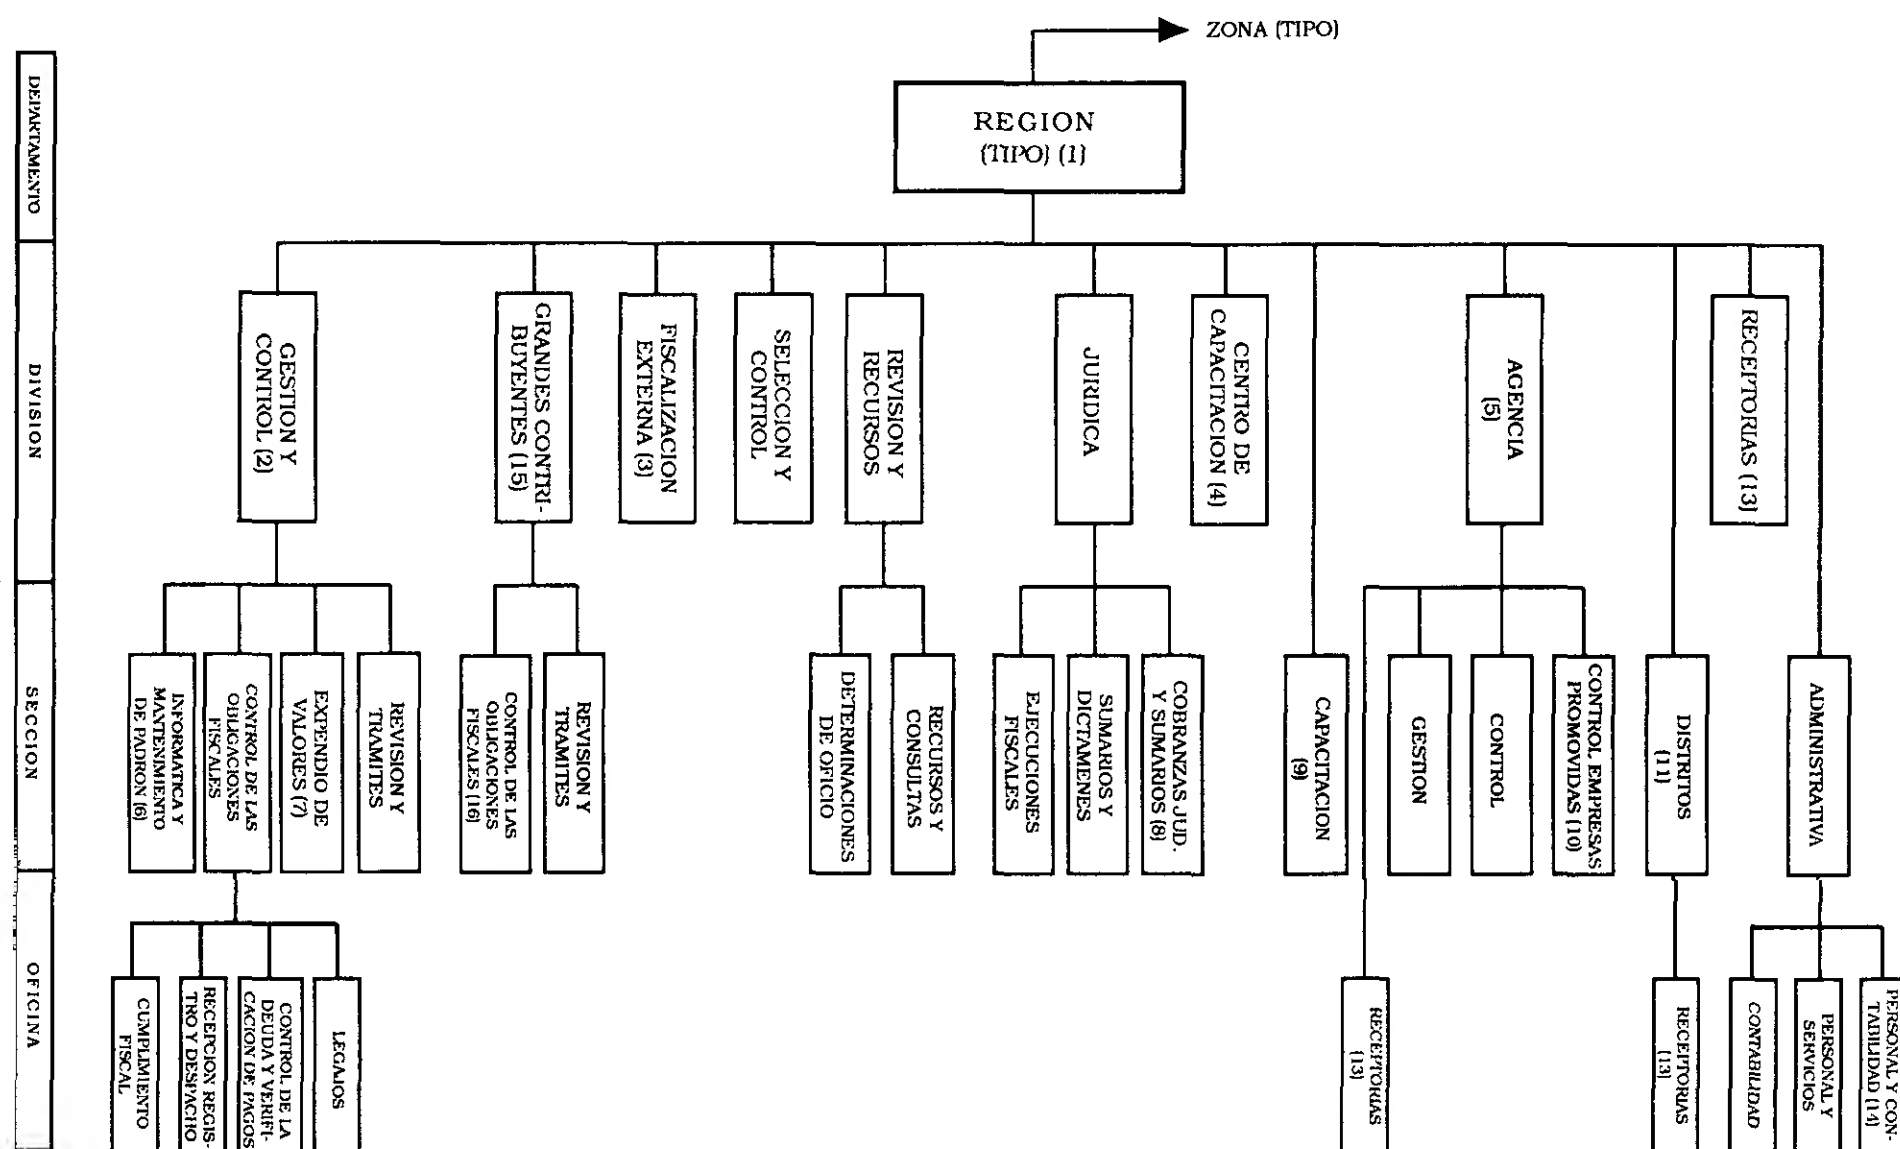 ZONA (TIPO)
REGION
(TIPO) (1)
DEPARTAMENTO
DIVISION
SECCION
OFICINA
GESTION Y
CONTROL (2)
GRANDES CONTRI-
BUYENTES (15)
FISCALIZACION
EXTERNA (3)
SELECCION Y
CONTROL
REVISION Y
RECURSOS
JURIDICA
CENTRO DE
CAPACITACION (4)
AGENCIA
(5)
RECEPTORIAS (13)
INFORMATICA Y
MANTENIMIENTO
DE PADRON (6)
CONTROL DE LAS
OBLIGACIONES
FISCALES
EXPENDIO DE
VALORES (7)
REVISION Y
TRAMITES
CONTROL DE LAS
OBLIGACIONES
FISCALES (16)
REVISION Y
TRAMITES
DETERMINACIONES
DE OFICIO
RECURSOS Y
CONSULTAS
EJECUCIONES
FISCALES
SUMARIOS Y
DICTAMENES
COBRANZAS JUD.
Y SUMARIOS (8)
CAPACITACION
(9)
GESTION
CONTROL
CONTROL EMPRESAS
PROMOVIDAS (10)
DISTRITOS
(11)
ADMINISTRATIVA
CUMPLIMIENTO
FISCAL
RECEPCION REGIS-
TRO Y DESPACHO
CONTROL DE LA
DEUDA Y VERIFI-
CACION DE PAGOS
LEGAJOS
RECEPTORIAS
(13)
RECEPTORIAS
(13)
CONTABILIDAD
PERSONAL Y
SERVICIOS
PERSONAL Y CON-
TABILIDAD (14)